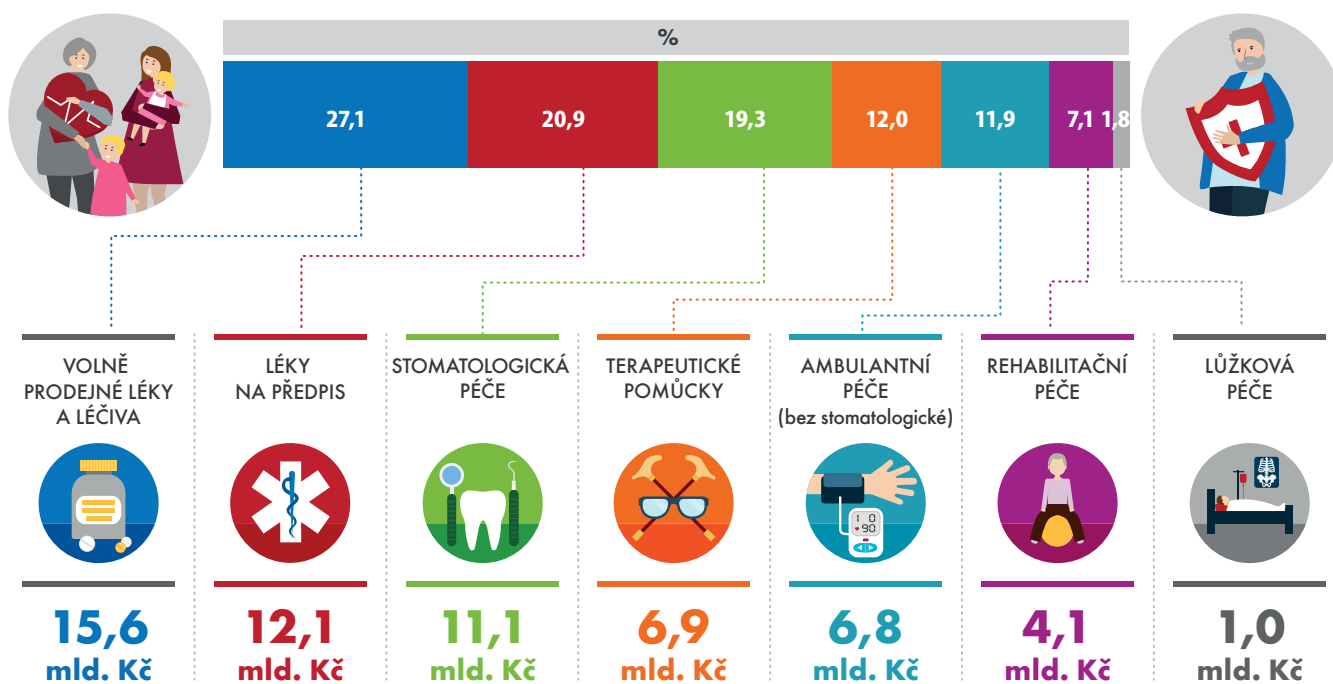 %
27,1
20,9
19,3
12,0
11,9
7,1
1,8
VOLNĚ
PRODEJNÉ LÉKY
A LÉČIVA
LÉKY
NA PŘEDPIS
STOMATOLOGICKÁ
PÉČE
TERAPEUTICKÉ
POMŮCKY
AMBULANTNÍ
PÉČE
(bez stomatologické)
REHABILITAČNÍ
PÉČE
LŮŽKOVÁ
PÉČE
1 0
90
15,6
mld. Kč
12,1
mld. Kč
11,1
mld. Kč
6,9
mld. Kč
6,8
mld. Kč
4,1
mld. Kč
1,0
mld. Kč